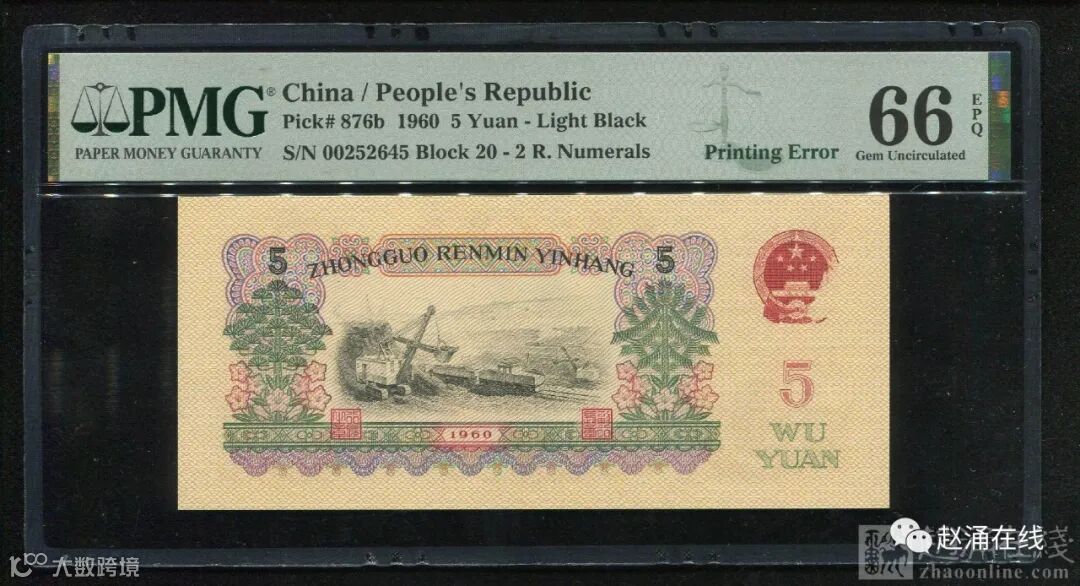 PMG®
PAPER MONEY GUARANTY
China / People's Republic
Pick# 876b 1960 5 Yuan - Light Black
S/N 00252645 Block 20 - 2 R. Numerals
Printing Error
66
EPQ
Gem Uncirculated
5
ZHONGGUO RENMIN YINHANG
5
1960
5
WU
YUAN
大数跨境
赵涌在线
zhaoonline.com